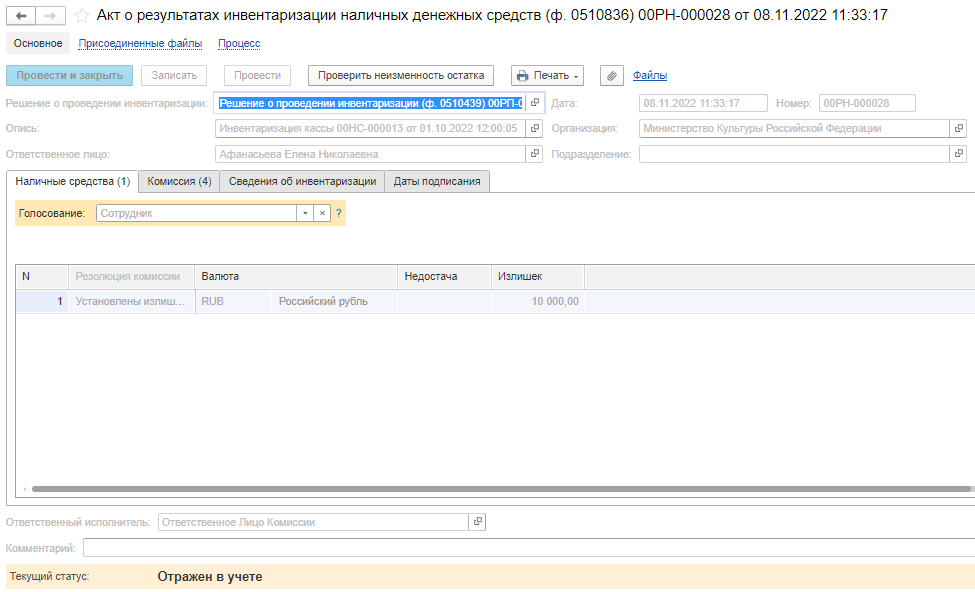 Акт о результатах инвентаризации наличных денежных средств (ф. 0510836) 00РН-000028 от 08.11.2022 11:33:17
Основное Присоединенные файлы Процесс
Провести и закрыть Записать Провести Проверить неизменность остатка Печать Файлы
Решение о проведении инвентаризации: Решение о проведении инвентаризации (ф. 0510439) 00РП-0 Дата: 08.11.2022 11:33:17 Номер: 00РН-000028
Опись: Инвентаризация кассы 00НС-000013 от 01.10.2022 12:00:05 Организация: Министерство Культуры Российской Федерации
Ответственное лицо: Афанасьева Елена Николаевна Подразделение:
Наличные средства (1) Комиссия (4) Сведения об инвентаризации Даты подписания
Голосование: Сотрудник ?
N Резолюция комиссии Валюта Недостача Излишек
1 Установлены излиш... RUB Российский рубль 10 000,00
Ответственный исполнитель: Ответственное Лицо Комиссии
Комментарий:
Текущий статус: Отражен в учете